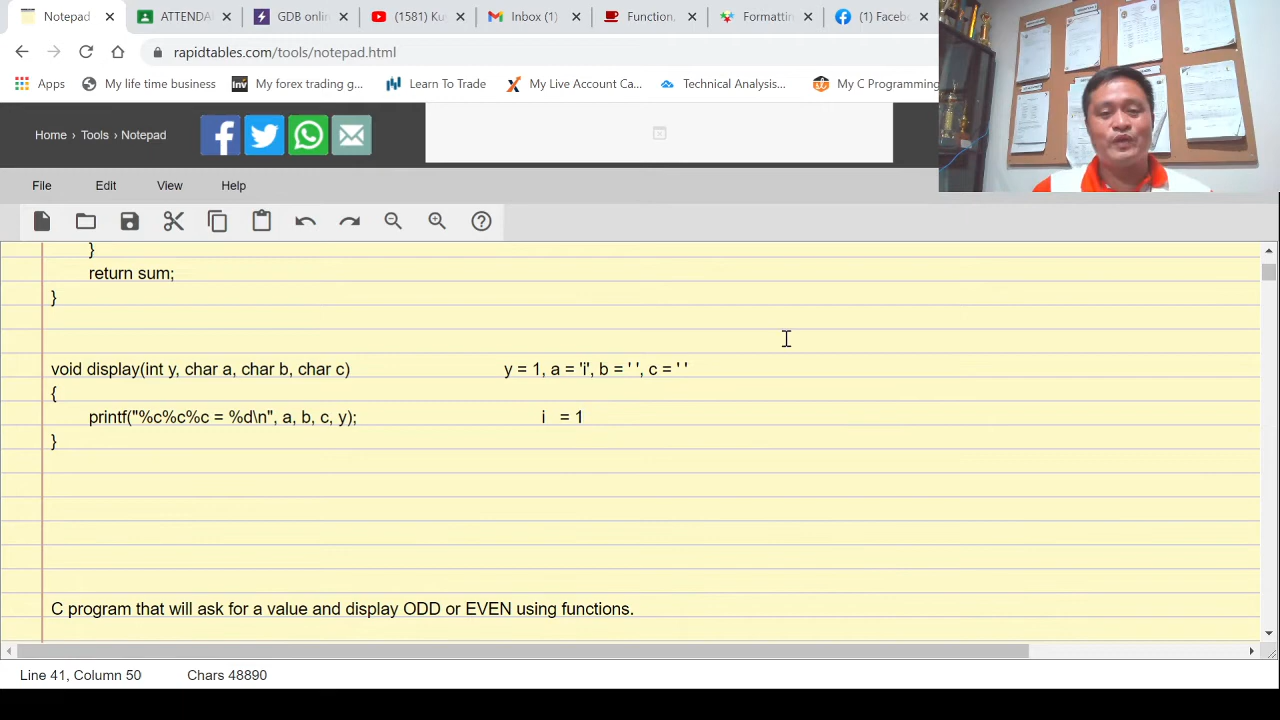 Notepad ATTENDA GDB onlin (1581) Ku Inbox (1) Function, Formattin (1) Faceb
rapidtables.com/tools/notepad.html
Apps My life time business inv My forex trading g... Learn To Trade My Live Account Ca... Technical Analysis... My C Programming
Home › Tools › Notepad
File Edit View Help
}
return sum;
}
void display(int y, char a, char b, char c) y = 1, a = 'i', b = ' ', c = ' '
{
printf("%c%c%c = %d\n", a, b, c, y); i = 1
}
C program that will ask for a value and display ODD or EVEN using functions.
Line 41, Column 50 Chars 48890